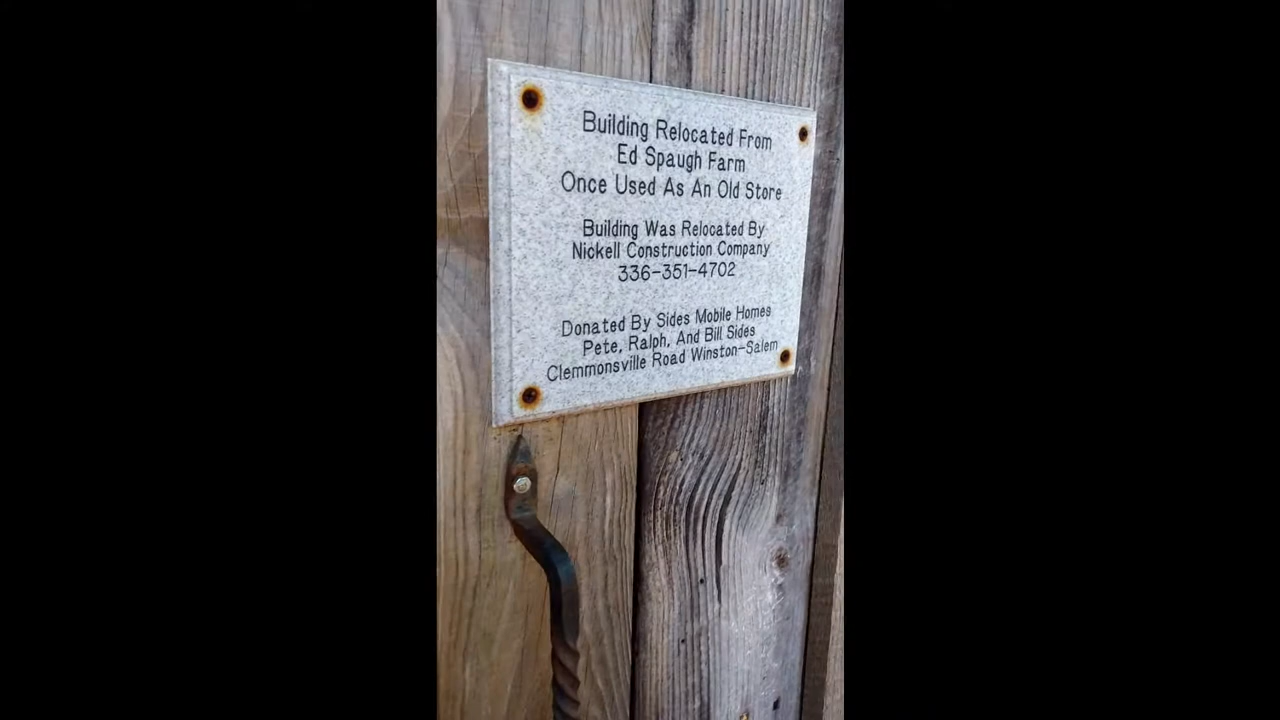 Building Relocated From
Ed Spaugh Farm
Once Used As An Old Store
Building Was Relocated By
Nickell Construction Company
336-351-4702
Donated By Sides Mobile Homes
Pete, Ralph, And Bill Sides
Clemmonsville Road Winston-Salem